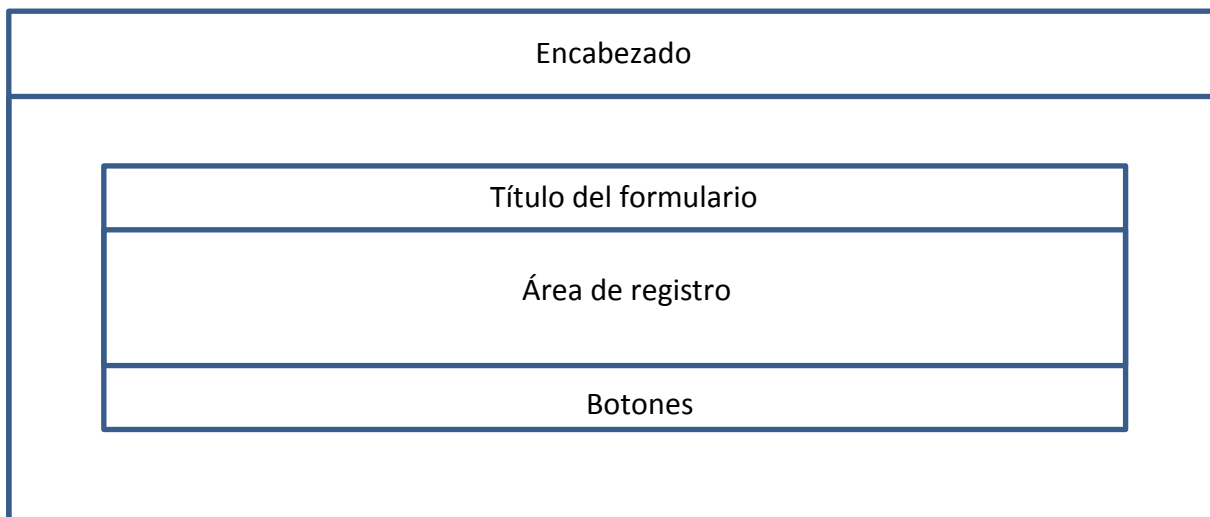 Encabezado
Título del formulario
Área de registro
Botones